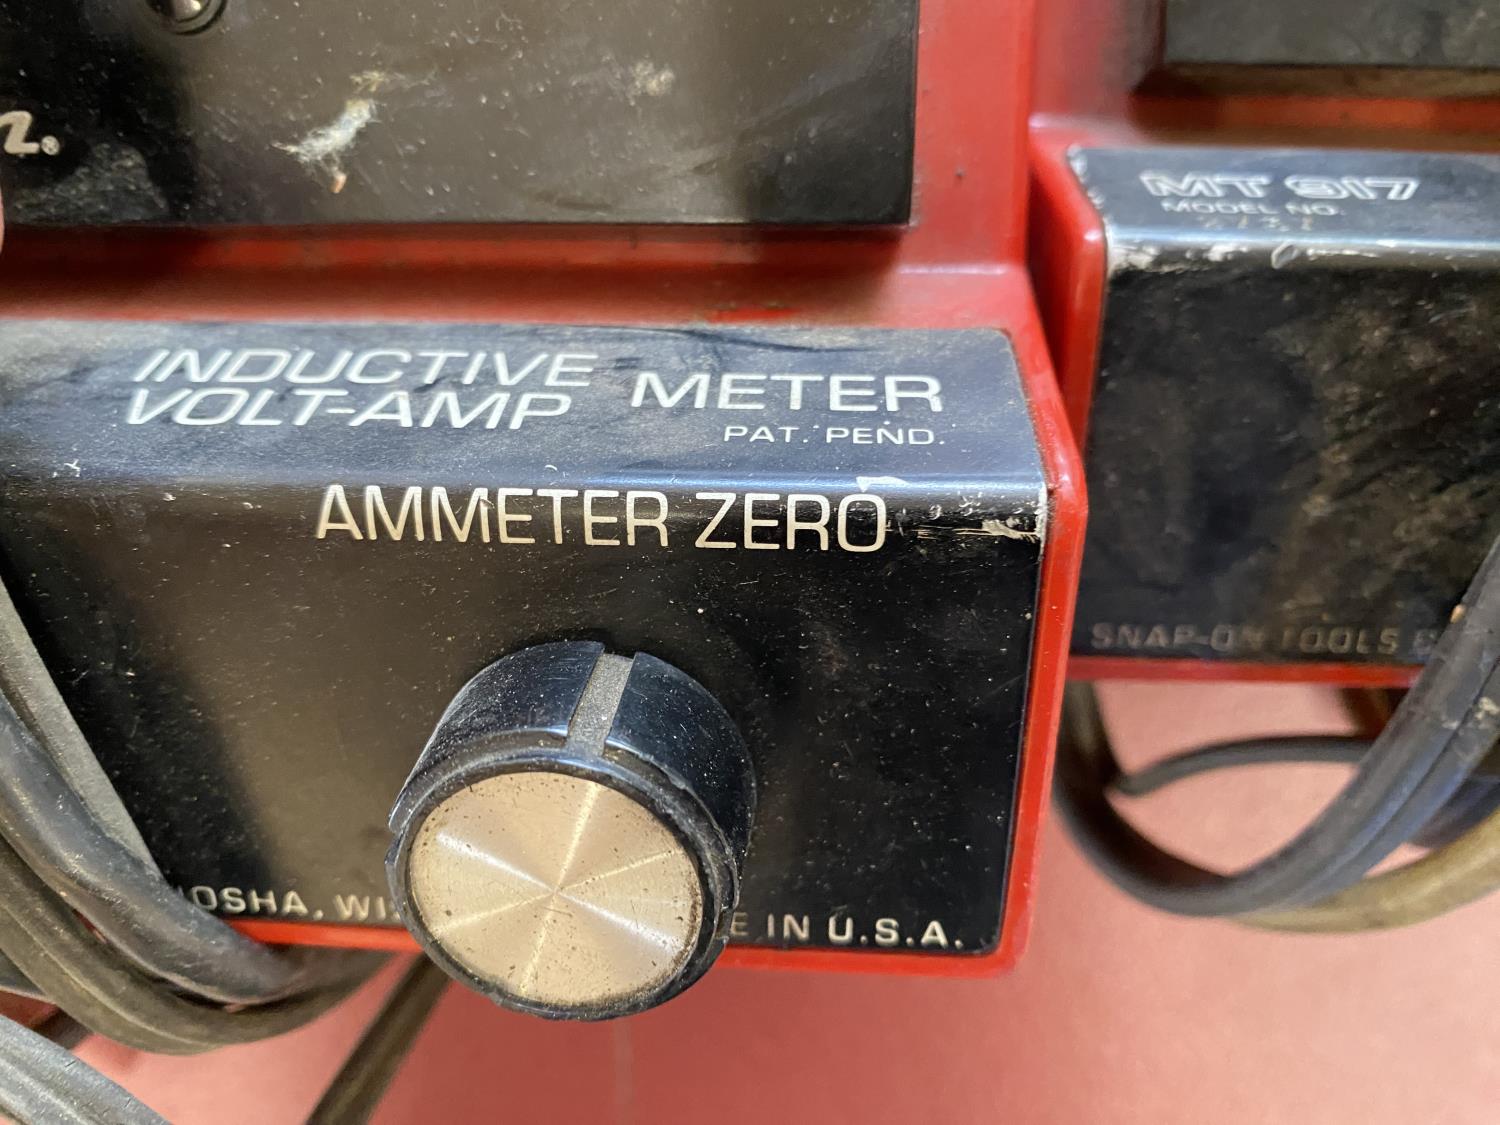 INDUCTIVE
VOLT-AMP METER
PAT. PEND.
AMMETER ZERO
IN U.S.A.
MT 917
MODEL NO.
SNAP-ON TOOLS